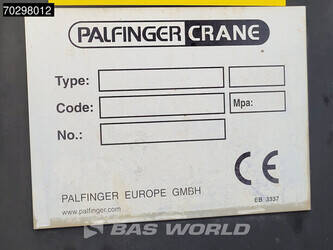 70298012
PALFINGER CRANE
Type:
Code:
Mpa:
No.:
CE
PALFINGER EUROPE GMBH
www.palfinger.com
EB 3337
BAS WORLD